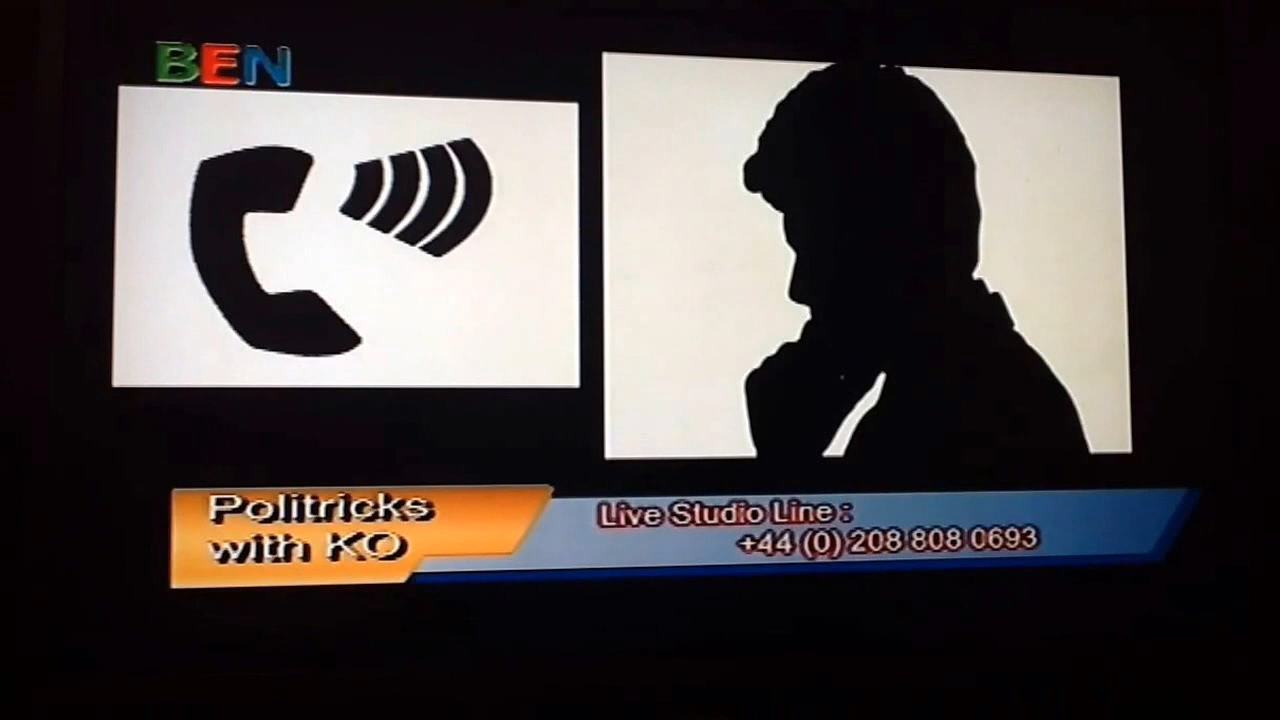 BEN
Politricks
with KO
Live Studio Line :
+44 (0) 208 808 0693